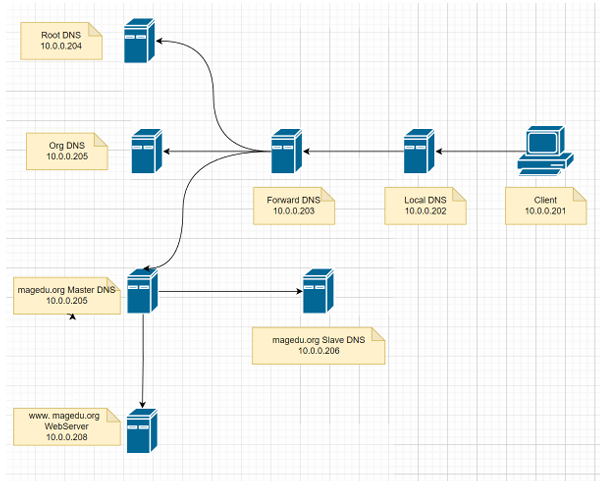 Root DNS
10.0.0.204
Org DNS
10.0.0.205
Forward DNS
10.0.0.203
Local DNS
10.0.0.202
Client
10.0.0.201
magedu.org Master DNS
10.0.0.205
magedu.org Slave DNS
10.0.0.206
www. magedu.org
WebServer
10.0.0.208